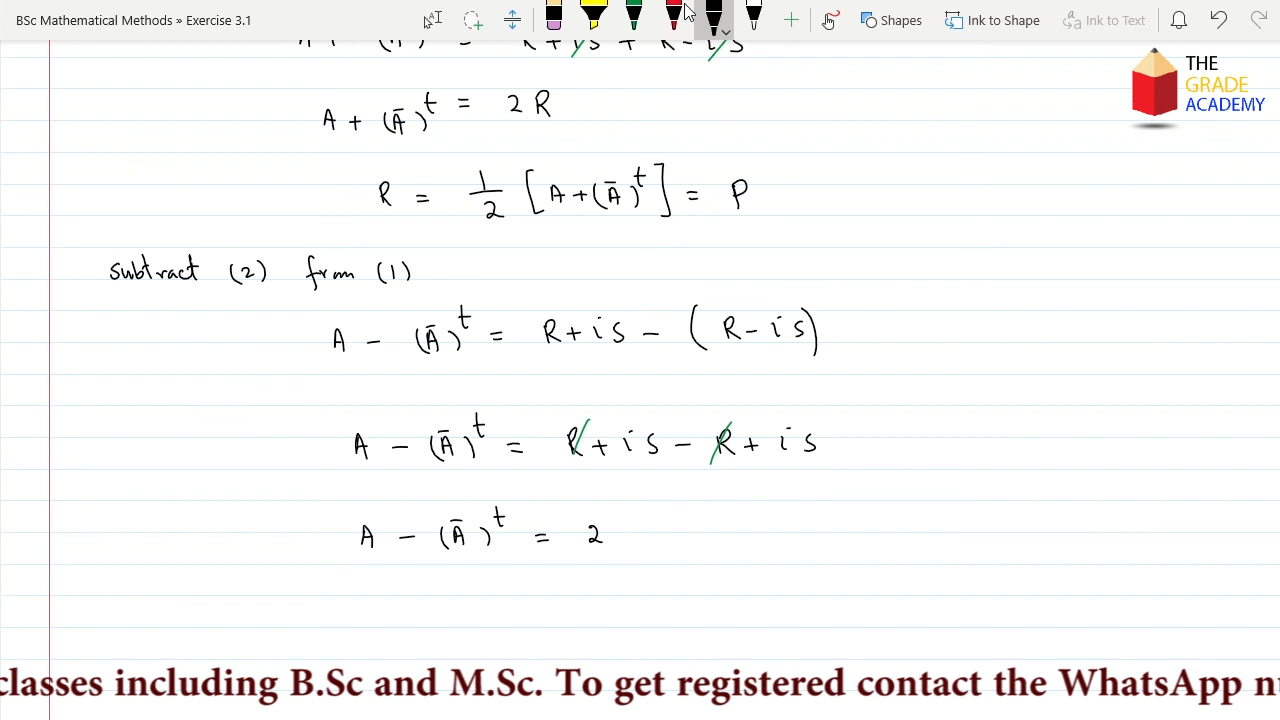 BSc Mathematical Methods » Exercise 3.1
Shapes
Ink to Shape
Ink to Text
THE
GRADE
ACADEMY
= R + is + R - is
A + (Ā)^t = 2R
R = 1/2 [A + (Ā)^t] = P
subtract (2) from (1)
A - (Ā)^t = R + is - (R - is)
A - (Ā)^t = R + is - R + is
A - (Ā)^t = 2
classes including B.Sc and M.Sc. To get registered contact the WhatsApp